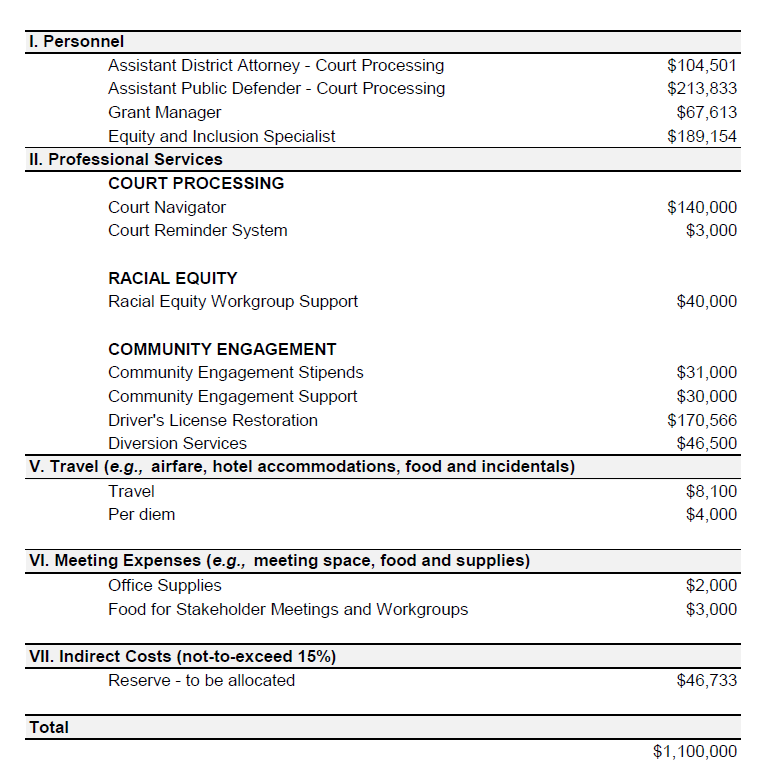 I. Personnel
Assistant District Attorney - Court Processing $104,501
Assistant Public Defender - Court Processing $213,833
Grant Manager $67,613
Equity and Inclusion Specialist $189,154
II. Professional Services
COURT PROCESSING
Court Navigator $140,000
Court Reminder System $3,000
RACIAL EQUITY
Racial Equity Workgroup Support $40,000
COMMUNITY ENGAGEMENT
Community Engagement Stipends $31,000
Community Engagement Support $30,000
Driver's License Restoration $170,566
Diversion Services $46,500
V. Travel (e.g., airfare, hotel accommodations, food and incidentals)
Travel $8,100
Per diem $4,000
VI. Meeting Expenses (e.g., meeting space, food and supplies)
Office Supplies $2,000
Food for Stakeholder Meetings and Workgroups $3,000
VII. Indirect Costs (not-to-exceed 15%)
Reserve - to be allocated $46,733
Total
$1,100,000